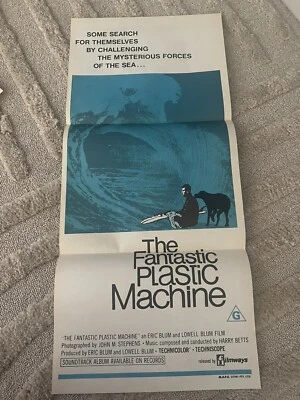 SOME SEARCH
FOR THEMSELVES
BY CHALLENGING
THE MYSTERIOUS FORCES
OF THE SEA...
The
Fantastic
Plastic
Machine
G
"THE FANTASTIC PLASTIC MACHINE" AN ERIC BLUM and LOWELL BLUM FILM
Photographed by JOHN M. STEPHENS • Music composed and conducted by HARRY BETTS
Produced by ERIC BLUM and LOWELL BLUM • TECHNICOLOR® • TECHNISCOPE
SOUNDTRACK ALBUM AVAILABLE ON RECORDS
released by filmways